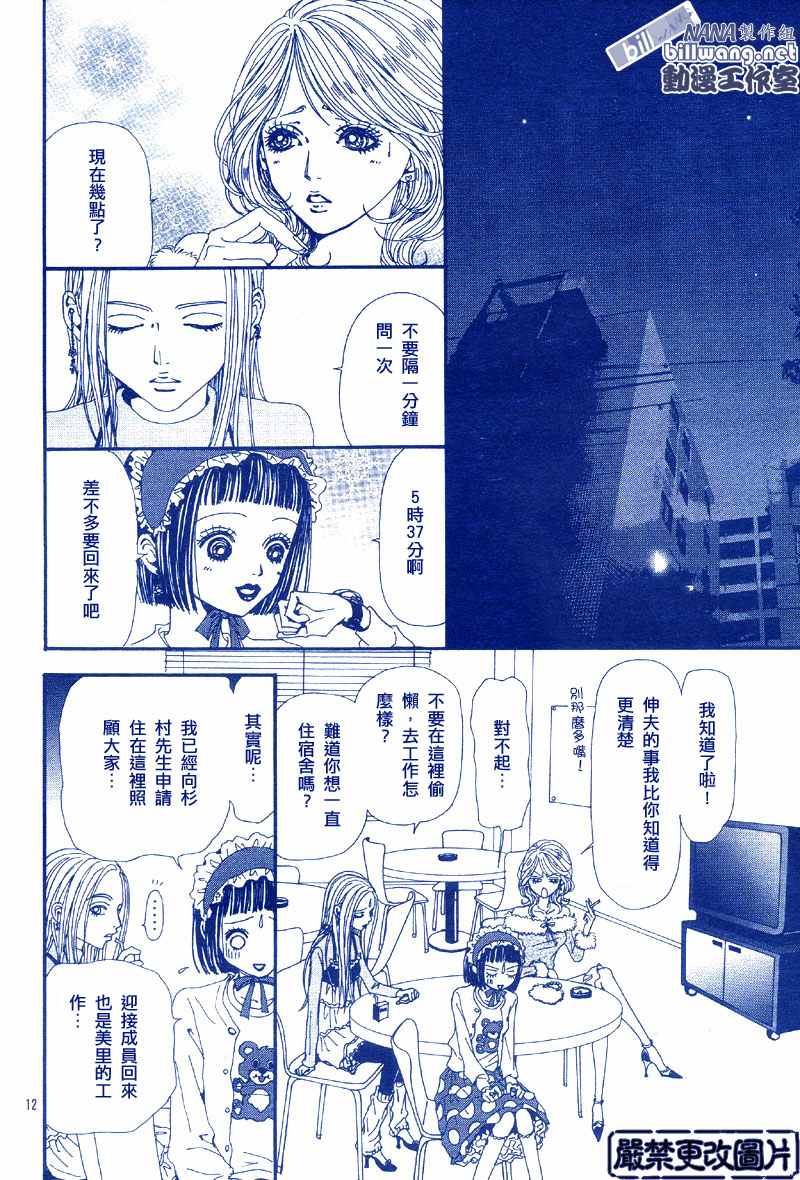 bill
NANA製作組
billwang.net
動漫工作室
現在幾點了？
不要隔一分鐘
問一次
5
時
37
分啊
差不多要回來了吧
我知道了啦！
伸夫的事我比你知道得
更清楚
別那麼多嘴！
對不起…
不要在這裡偷
懶，去工作怎
麼樣？
難道你想一直
住宿舍嗎？
其實呢…
我已經向杉
村先生申請
住在這裡照
顧大家…
……
迎接成員回來
也是美里的工
作…
12
嚴禁更改圖片